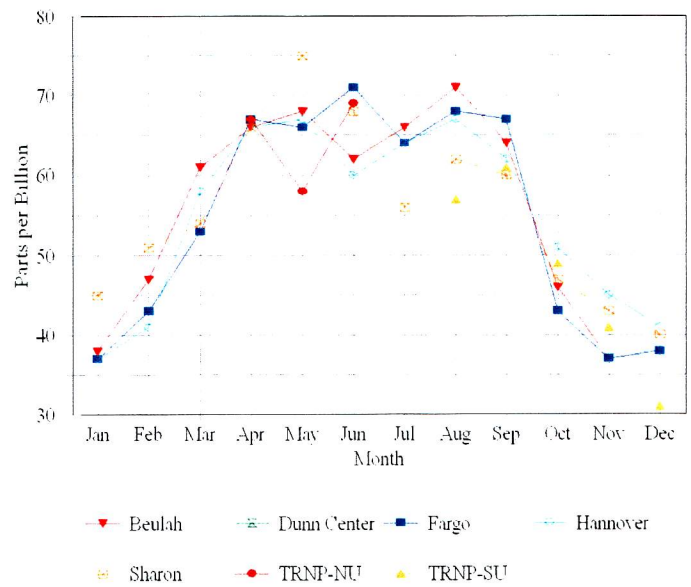 80
70
60
50
40
30
Parts per Billion
Jan Feb Mar Apr May Jun Jul Aug Sep Oct Nov Dec
Month
Beulah Dunn Center Fargo Hannover
Sharon TRNP-NU TRNP-SU